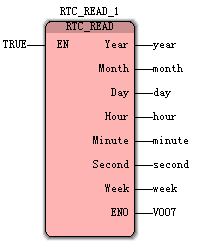 RTC_READ_1
RTC_READ
TRUE EN Year year
Month month
Day day
Hour hour
Minute minute
Second second
Week week
ENO V007